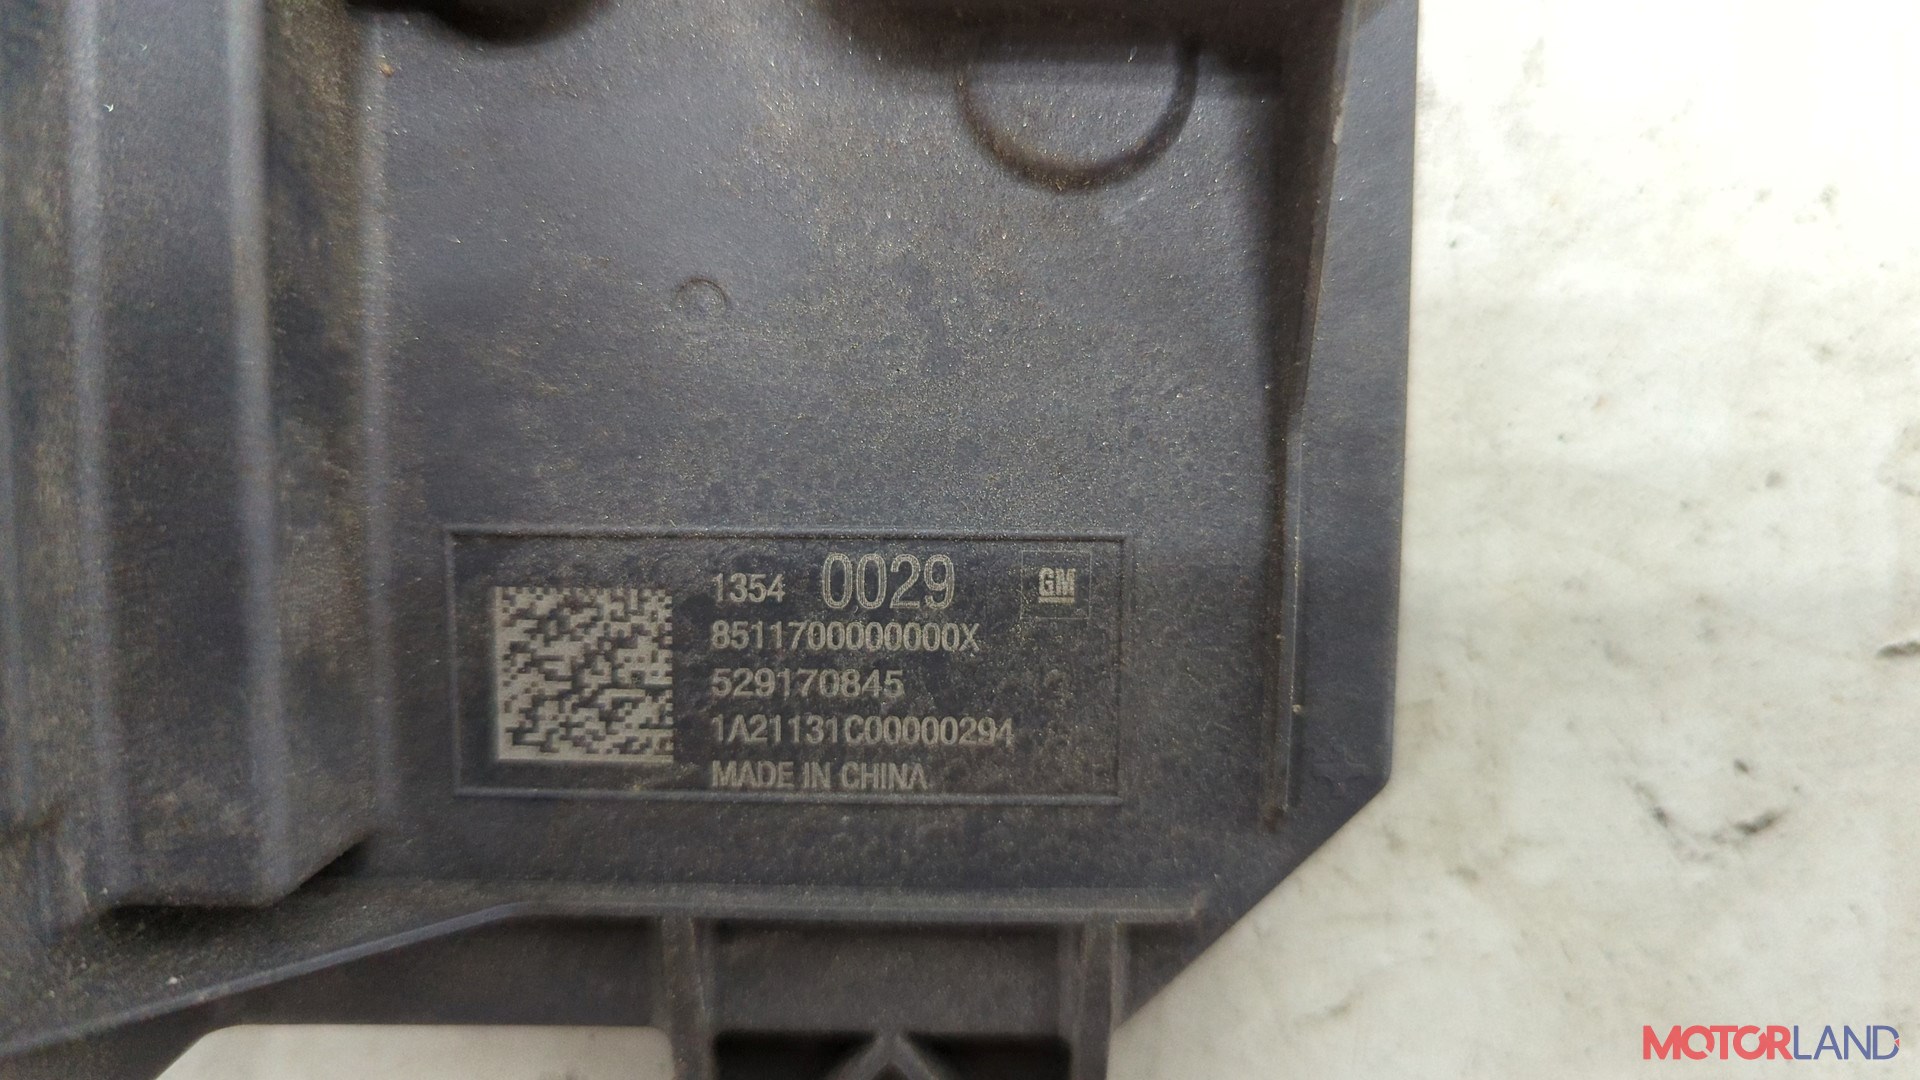 1354 0029 GM
8511700000000X
529170845
1A21131C00000294
MADE IN CHINA
MOTORLAND